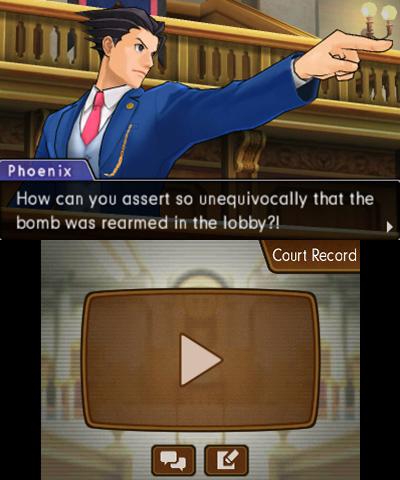 Phoenix
How can you assert so unequivocally that the
bomb was rearmed in the lobby?!
Court Record